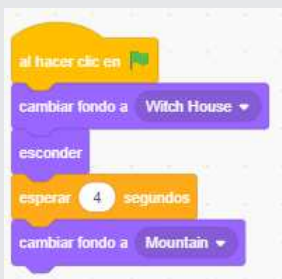 al hacer clic en
cambiar fondo a Witch House
esconder
esperar 4 segundos
cambiar fondo a Mountain